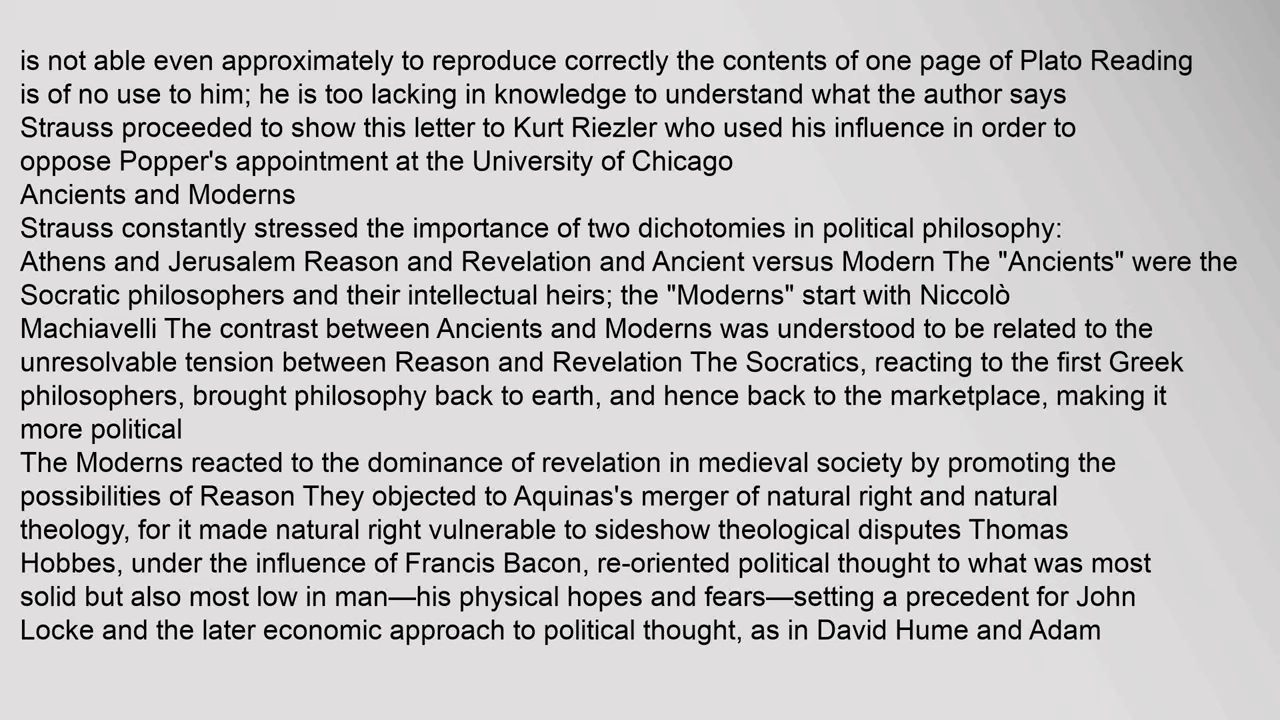 is not able even approximately to reproduce correctly the contents of one page of Plato Reading
is of no use to him; he is too lacking in knowledge to understand what the author says
Strauss proceeded to show this letter to Kurt Riezler who used his influence in order to
oppose Popper's appointment at the University of Chicago
Ancients and Moderns
Strauss constantly stressed the importance of two dichotomies in political philosophy:
Athens and Jerusalem Reason and Revelation and Ancient versus Modern The "Ancients" were the
Socratic philosophers and their intellectual heirs; the "Moderns" start with Niccolò
Machiavelli The contrast between Ancients and Moderns was understood to be related to the
unresolvable tension between Reason and Revelation The Socratics, reacting to the first Greek
philosophers, brought philosophy back to earth, and hence back to the marketplace, making it
more political
The Moderns reacted to the dominance of revelation in medieval society by promoting the
possibilities of Reason They objected to Aquinas's merger of natural right and natural
theology, for it made natural right vulnerable to sideshow theological disputes Thomas
Hobbes, under the influence of Francis Bacon, re-oriented political thought to what was most
solid but also most low in man—his physical hopes and fears—setting a precedent for John
Locke and the later economic approach to political thought, as in David Hume and Adam